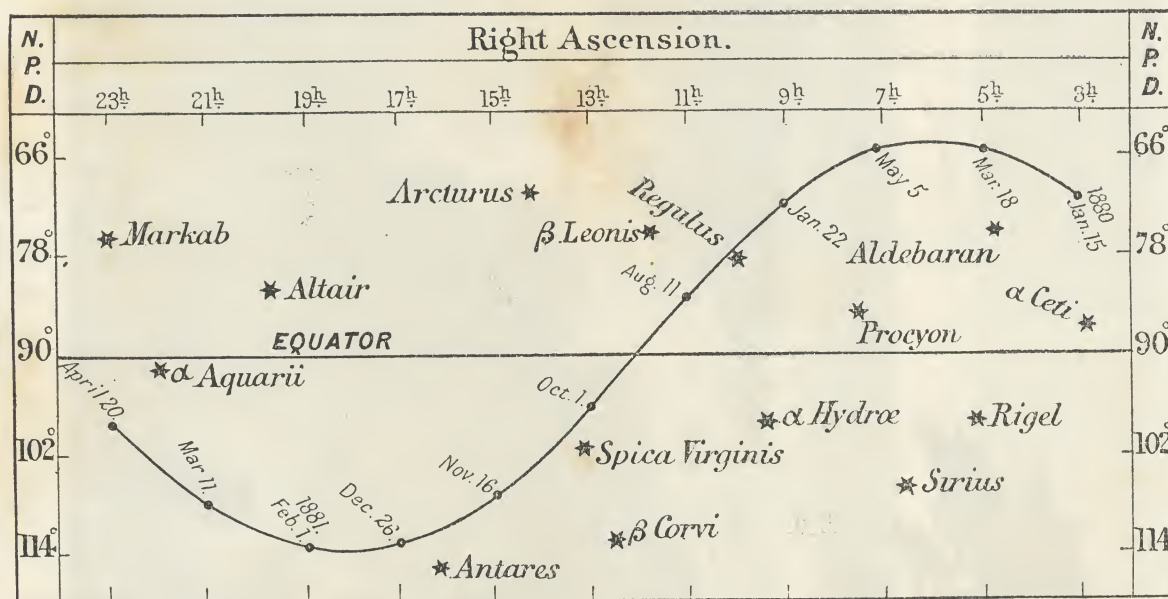 N. P. D.
Right Ascension.
N. P. D.
23ʰ 21ʰ 19ʰ 17ʰ 15ʰ 13ʰ 11ʰ 9ʰ 7ʰ 5ʰ 3ʰ
66° 66°
May 5
Mar. 18
1880
Jan. 15
Arcturus
Regulus
Jan. 22
Markab
β Leonis
78° 78°
Aldebaran
Aug. 11
Altair
α Ceti
Procyon
EQUATOR
90° 90°
α Aquarii
April 20.
Oct. 1.
α Hydræ
Rigel
102° 102°
Spica Virginis
Mar 11.
Nov. 16
Sirius
1881.
Feb. 1.
Dec. 26.
β Corvi
114° 114°
Antares